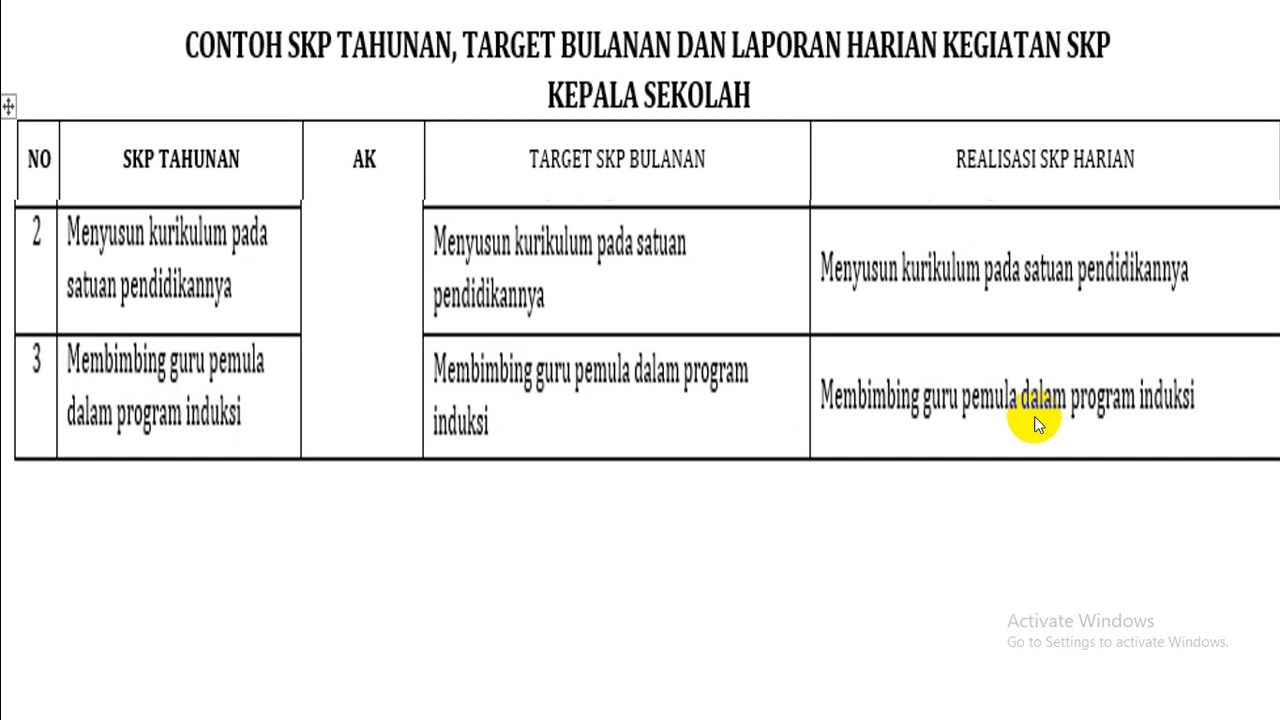 CONTOH SKP TAHUNAN, TARGET BULANAN DAN LAPORAN HARIAN KEGIATAN SKP
KEPALA SEKOLAH
NO SKP TAHUNAN AK TARGET SKP BULANAN REALISASI SKP HARIAN
2 Menyusun kurikulum pada
satuan pendidikannya
Menyusun kurikulum pada satuan
pendidikannya
Menyusun kurikulum pada satuan pendidikannya
3 Membimbing guru pemula
dalam program induksi
Membimbing guru pemula dalam program
induksi
Membimbing guru pemula dalam program induksi
Activate Windows
Go to Settings to activate Windows.